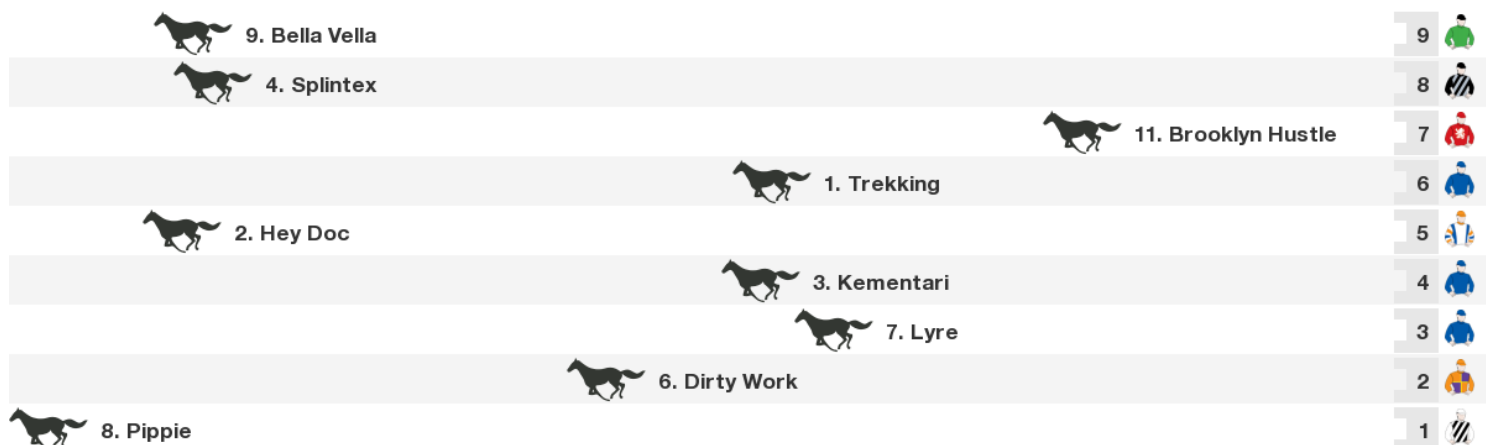 9. Bella Vella 9
4. Splintex 8
11. Brooklyn Hustle 7
1. Trekking 6
2. Hey Doc 5
3. Kementari 4
7. Lyre 3
6. Dirty Work 2
8. Pippie 1